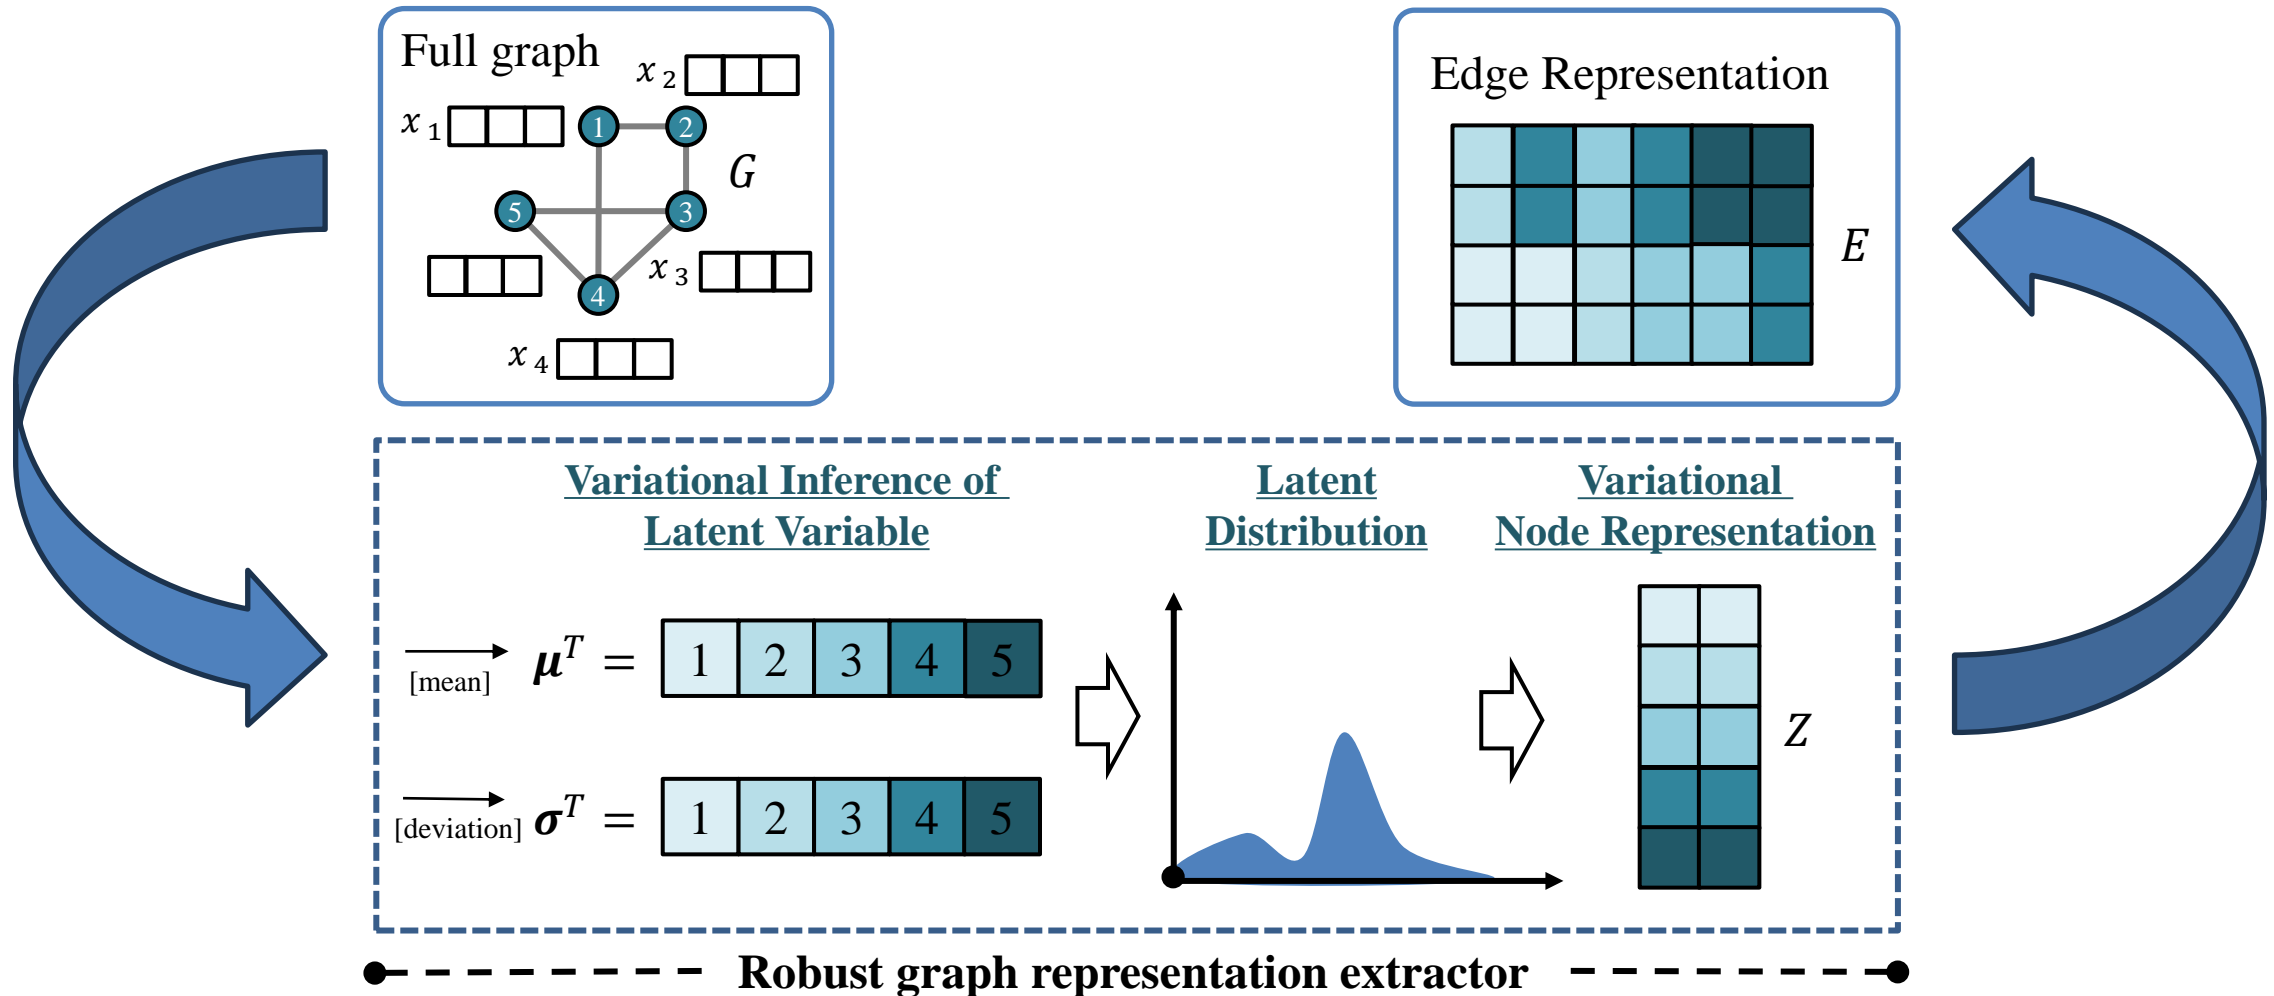 Full graph
x 2
x 1
1
2
G
5
3
x 3
4
x 4
Edge Representation
E
Variational Inference of
Latent Variable
Latent
Distribution
Variational
Node Representation
[mean]
μ^T =
1 2 3 4 5
[deviation]
σ^T =
1 2 3 4 5
Z
Robust graph representation extractor